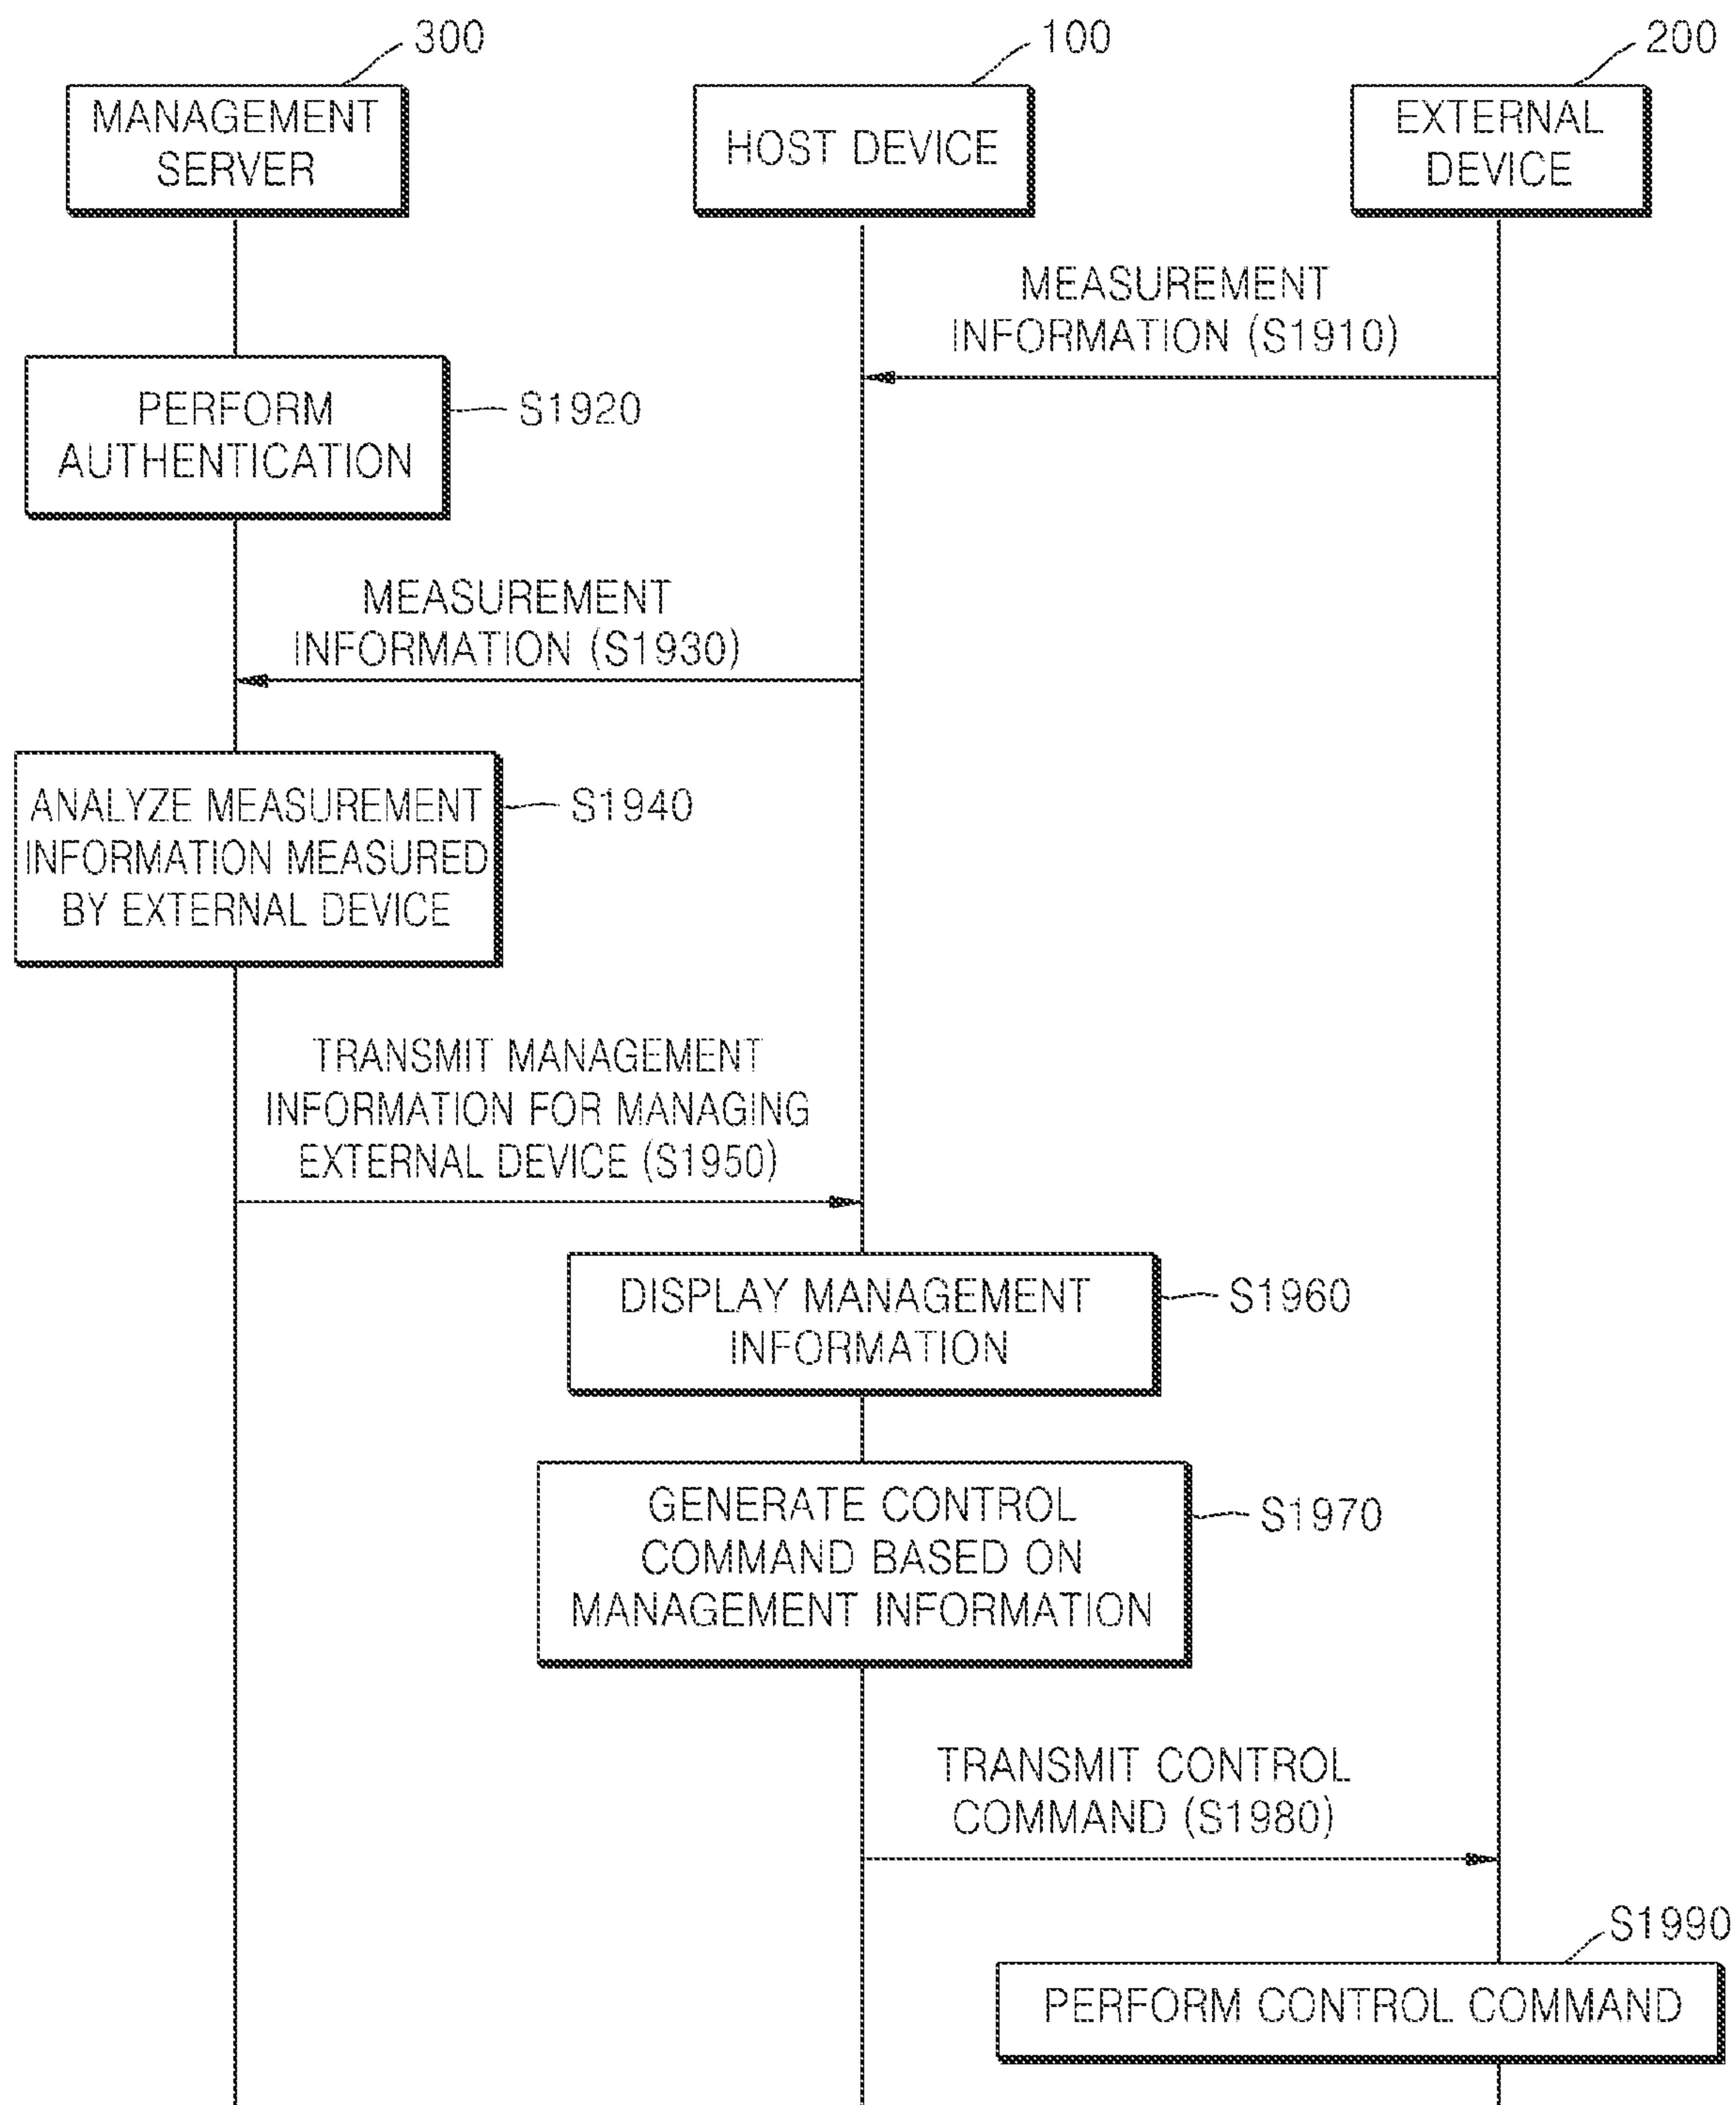 300
100
200
MANAGEMENT
SERVER
HOST DEVICE
EXTERNAL
DEVICE
MEASUREMENT
INFORMATION (S1910)
PERFORM
AUTHENTICATION
S1920
MEASUREMENT
INFORMATION (S1930)
ANALYZE MEASUREMENT
INFORMATION MEASURED
BY EXTERNAL DEVICE
S1940
TRANSMIT MANAGEMENT
INFORMATION FOR MANAGING
EXTERNAL DEVICE (S1950)
DISPLAY MANAGEMENT
INFORMATION
S1960
GENERATE CONTROL
COMMAND BASED ON
MANAGEMENT INFORMATION
S1970
TRANSMIT CONTROL
COMMAND (S1980)
S1990
PERFORM CONTROL COMMAND